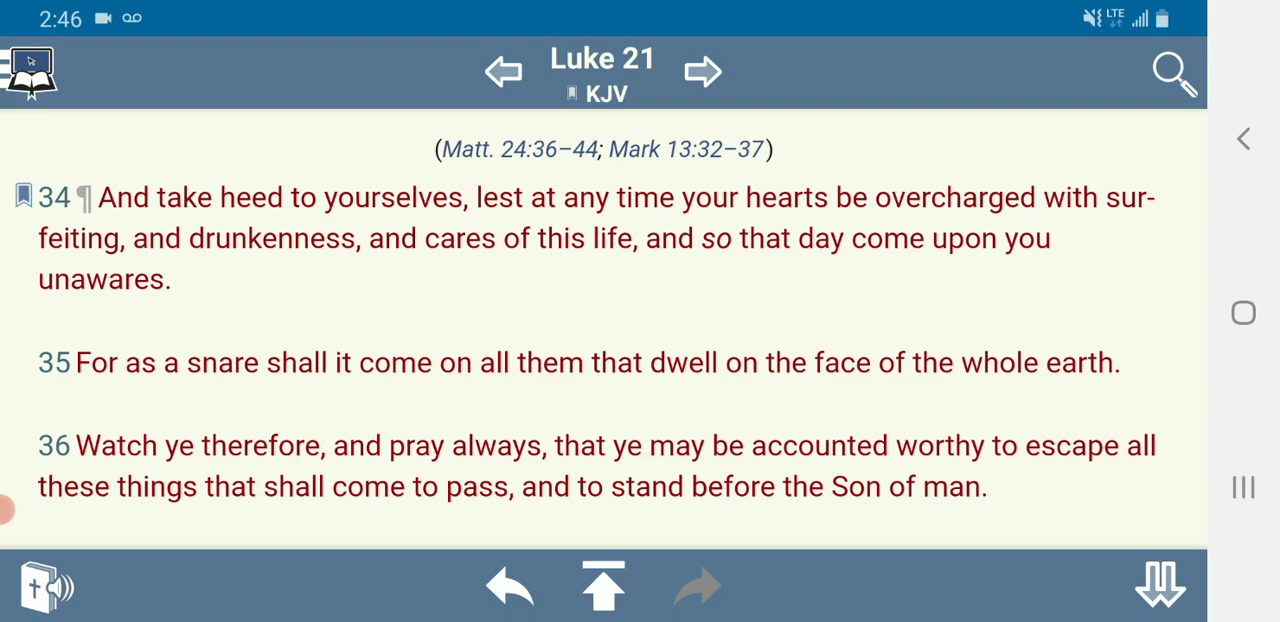 2:46
LTE
Luke 21
KJV
(Matt. 24:36–44; Mark 13:32–37)
34 ¶ And take heed to yourselves, lest at any time your hearts be overcharged with sur-
feiting, and drunkenness, and cares of this life, and so that day come upon you
unawares.
35 For as a snare shall it come on all them that dwell on the face of the whole earth.
36 Watch ye therefore, and pray always, that ye may be accounted worthy to escape all
these things that shall come to pass, and to stand before the Son of man.